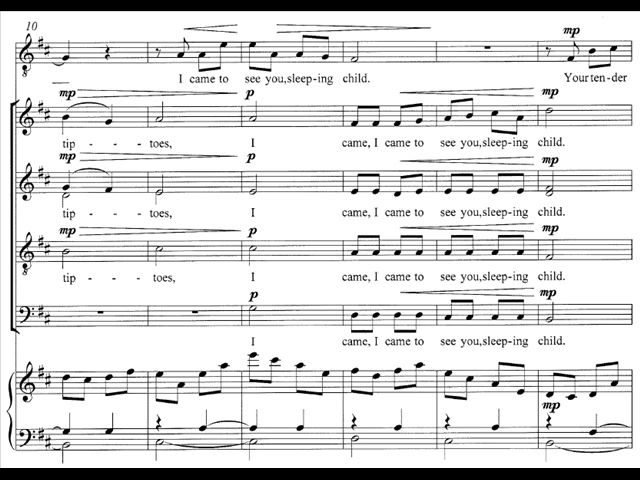 10
mp
I came to see you,sleep-ing child. Your ten-der
mp p mp
tip - - - toes, I came, I came to see you,sleep-ing child.
mp p mp
tip - - - toes, I came, I came to see you,sleep-ing child.
mp p mp
tip - - - toes, I came, I came to see you,sleep-ing child.
p mp
I came, I came to see you,sleep-ing child.
mp